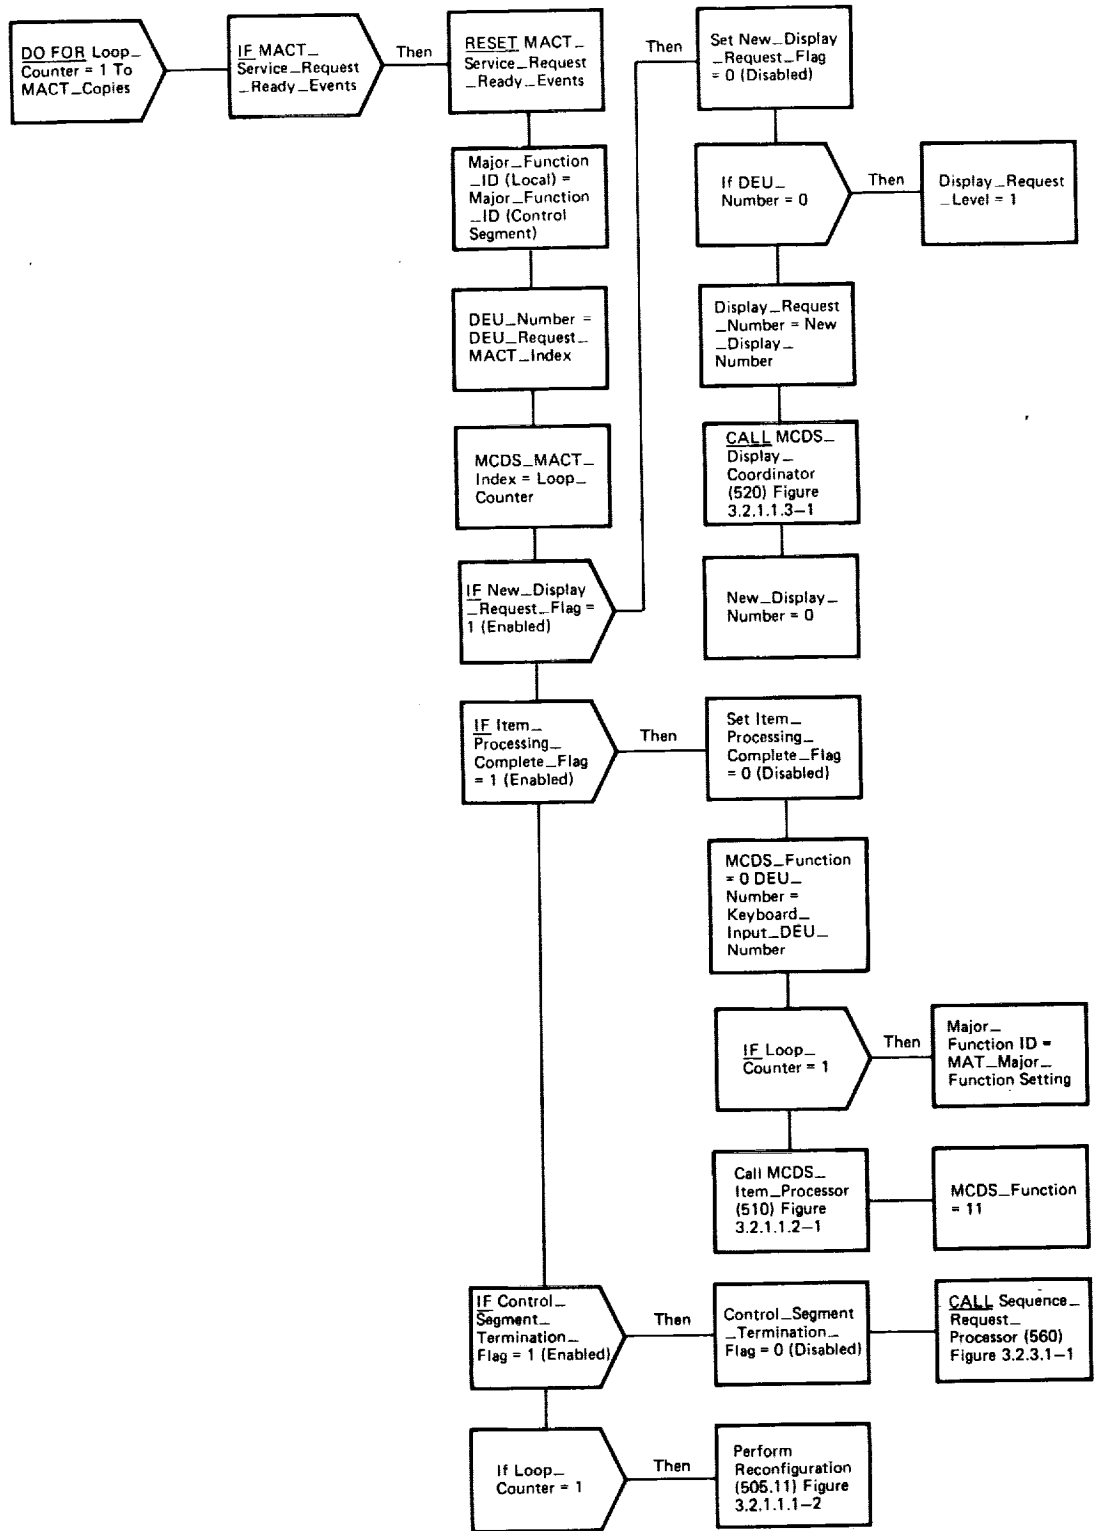 DO FOR Loop_
Counter = 1 To
MACT_Copies
IF MACT_
Service_Request
_Ready_Events
Then
RESET MACT_
Service_Request
_Ready_Events
Major_Function
_ID (Local) =
Major_Function
_ID (Control
Segment)
DEU_Number =
DEU_Request_
MACT_Index
MCDS_MACT_
Index = Loop_
Counter
IF New_Display
_Request_Flag =
1 (Enabled)
Then
Set New_Display
_Request_Flag
= 0 (Disabled)
If DEU_
Number = 0
Then
Display_Request
_Level = 1
Display_Request
_Number = New
_Display_
Number
CALL MCDS_
Display_
Coordinator
(520) Figure
3.2.1.1.3–1
New_Display_
Number = 0
IF Item_
Processing_
Complete_Flag
= 1 (Enabled)
Then
Set Item_
Processing_
Complete_Flag
= 0 (Disabled)
MCDS_Function
= 0 DEU_
Number =
Keyboard_
Input_DEU_
Number
IF Loop_
Counter = 1
Then
Major_
Function ID =
MAT_Major_
Function Setting
Call MCDS_
Item_Processor
(510) Figure
3.2.1.1.2–1
MCDS_Function
= 11
IF Control_
Segment_
Termination_
Flag = 1 (Enabled)
Then
Control_Segment
_Termination_
Flag = 0 (Disabled)
CALL Sequence_
Request_
Processor (560)
Figure 3.2.3.1–1
If Loop_
Counter = 1
Then
Perform
Reconfiguration
(505.11) Figure
3.2.1.1.1–2